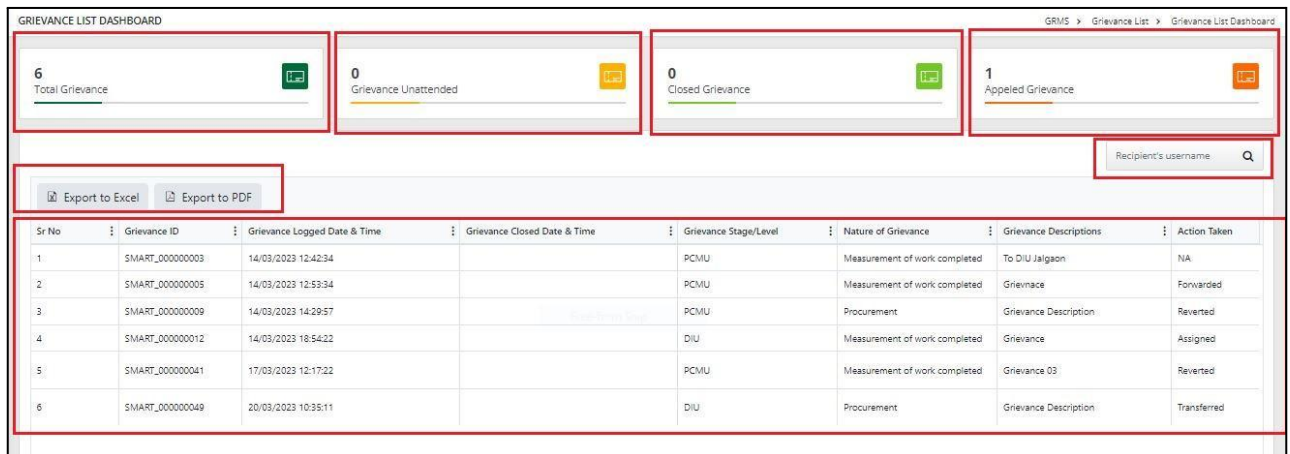 GRIEVANCE LIST DASHBOARD GRMS > Grievance List > Grievance List Dashboard
6 0 0 1
Total Grievance Grievance Unattended Closed Grievance Appeled Grievance
Recipient's username
Export to Excel Export to PDF
Sr No Grievance ID Grievance Logged Date & Time Grievance Closed Date & Time Grievance Stage/Level Nature of Grievance Grievance Descriptions Action Taken
1 SMART_000000003 14/03/2023 12:42:34 PCMU Measurement of work completed To DIU Jalgaon NA
2 SMART_000000005 14/03/2023 12:53:34 PCMU Measurement of work completed Grievnace Forwarded
3 SMART_000000009 14/03/2023 14:29:57 PCMU Procurement Grievance Description Reverted
4 SMART_000000012 14/03/2023 18:54:22 DIU Measurement of work completed Grievance Assigned
5 SMART_000000041 17/03/2023 12:17:22 PCMU Measurement of work completed Grievance 03 Reverted
6 SMART_000000049 20/03/2023 10:35:11 DIU Procurement Grievance Description Transferred